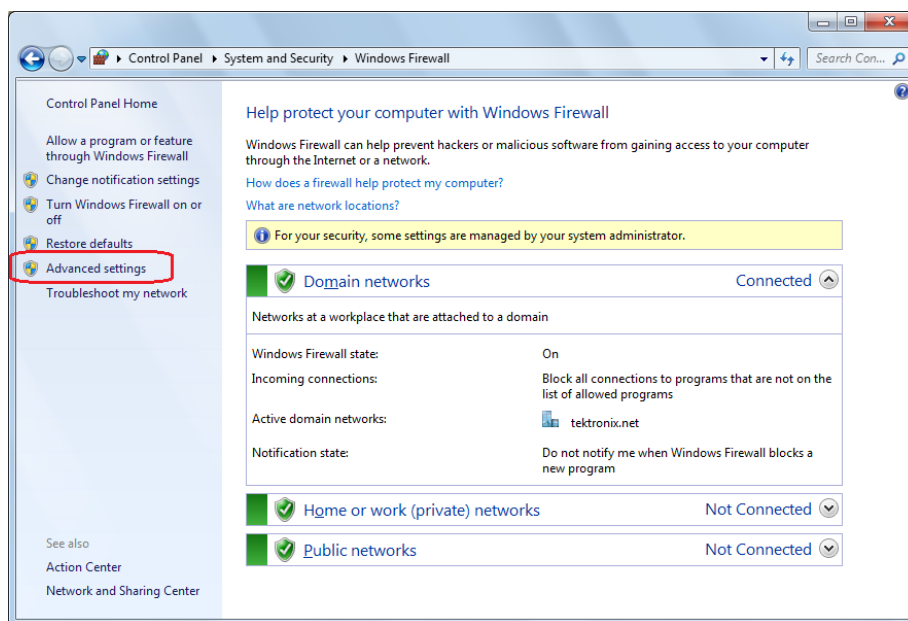 Control Panel
System and Security
Windows Firewall
Search Con...
Control Panel Home
Allow a program or feature
through Windows Firewall
Change notification settings
Turn Windows Firewall on or
off
Restore defaults
Advanced settings
Troubleshoot my network
See also
Action Center
Network and Sharing Center
Help protect your computer with Windows Firewall
Windows Firewall can help prevent hackers or malicious software from gaining access to your computer
through the Internet or a network.
How does a firewall help protect my computer?
What are network locations?
For your security, some settings are managed by your system administrator.
Domain networks Connected
Networks at a workplace that are attached to a domain
Windows Firewall state: On
Incoming connections: Block all connections to programs that are not on the
list of allowed programs
Active domain networks: tektronix.net
Notification state: Do not notify me when Windows Firewall blocks a
new program
Home or work (private) networks Not Connected
Public networks Not Connected